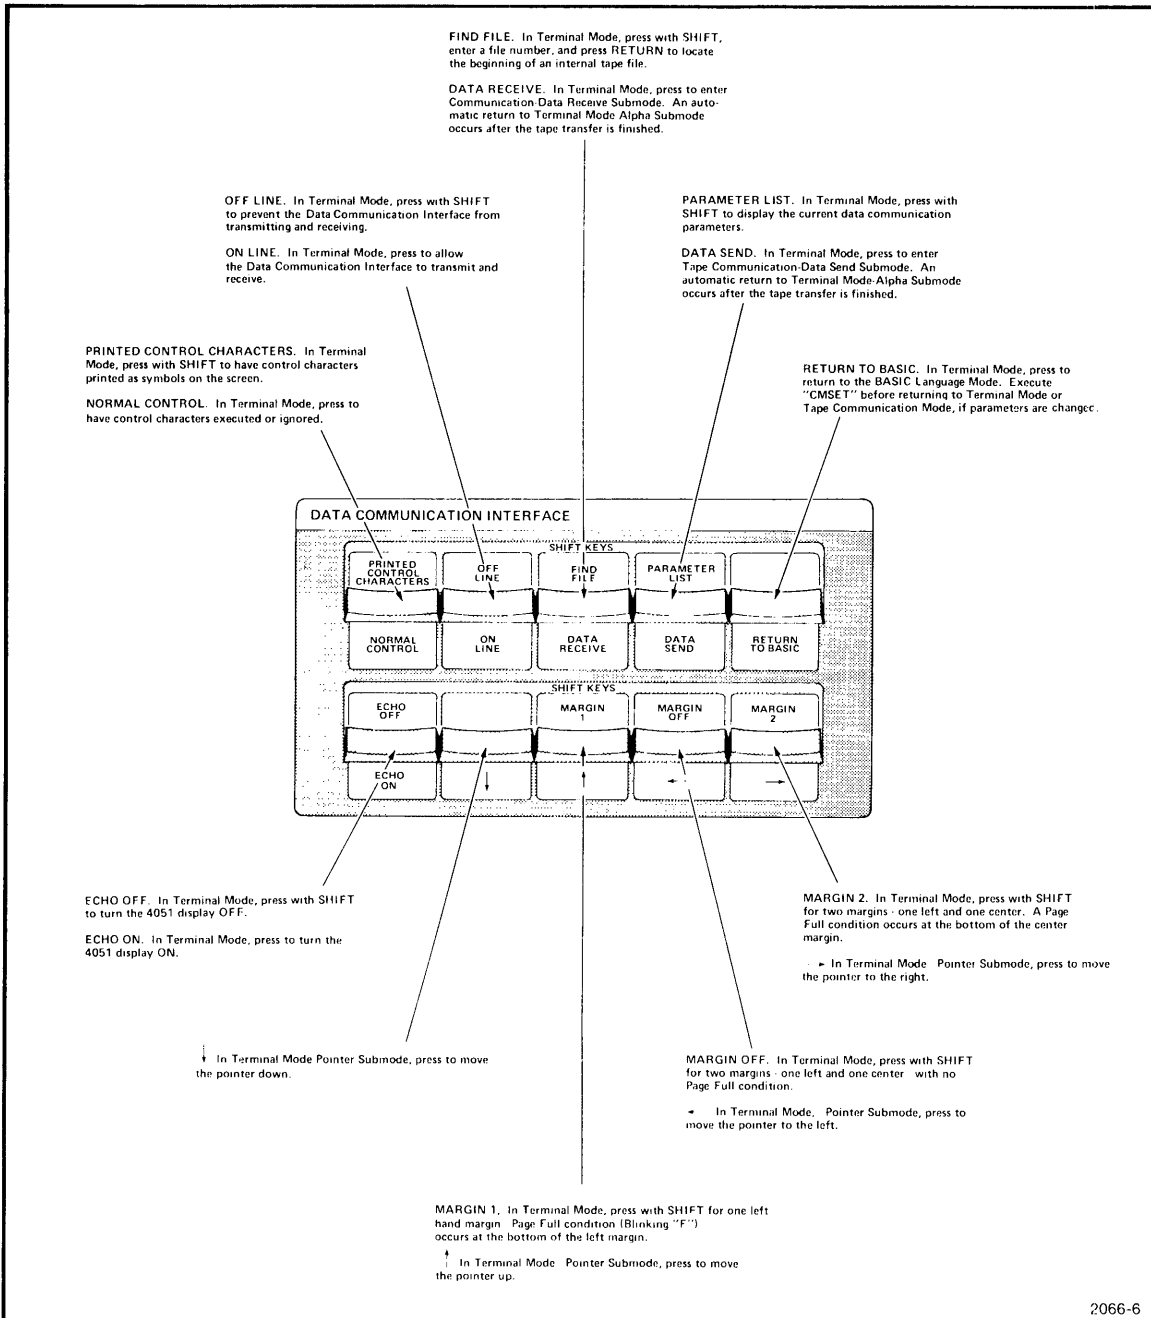 FIND FILE. In Terminal Mode, press with SHIFT,
enter a file number, and press RETURN to locate
the beginning of an internal tape file.
DATA RECEIVE. In Terminal Mode, press to enter
Communication-Data Receive Submode. An auto-
matic return to Terminal Mode Alpha Submode
occurs after the tape transfer is finished.
OFF LINE. In Terminal Mode, press with SHIFT
to prevent the Data Communication Interface from
transmitting and receiving.
ON LINE. In Terminal Mode, press to allow
the Data Communication Interface to transmit and
receive.
PARAMETER LIST. In Terminal Mode, press with
SHIFT to display the current data communication
parameters.
DATA SEND. In Terminal Mode, press to enter
Tape Communication-Data Send Submode. An
automatic return to Terminal Mode-Alpha Submode
occurs after the tape transfer is finished.
PRINTED CONTROL CHARACTERS. In Terminal
Mode, press with SHIFT to have control characters
printed as symbols on the screen.
NORMAL CONTROL. In Terminal Mode, press to
have control characters executed or ignored.
RETURN TO BASIC. In Terminal Mode, press to
return to the BASIC Language Mode. Execute
"CMSET" before returning to Terminal Mode or
Tape Communication Mode, if parameters are changed.
DATA COMMUNICATION INTERFACE
SHIFT KEYS
PRINTED
CONTROL
CHARACTERS
OFF
LINE
FIND
FILE
PARAMETER
LIST
NORMAL
CONTROL
ON
LINE
DATA
RECEIVE
DATA
SEND
RETURN
TO BASIC
SHIFT KEYS
ECHO
OFF
MARGIN
1
MARGIN
OFF
MARGIN
2
ECHO
ON
↓
↑
←
→
ECHO OFF. In Terminal Mode, press with SHIFT
to turn the 4051 display OFF.
ECHO ON. In Terminal Mode, press to turn the
4051 display ON.
MARGIN 2. In Terminal Mode, press with SHIFT
for two margins - one left and one center. A Page
Full condition occurs at the bottom of the center
margin.
→ In Terminal Mode Pointer Submode, press to move
the pointer to the right.
↓ In Terminal Mode Pointer Submode, press to move
the pointer down.
MARGIN OFF. In Terminal Mode, press with SHIFT
for two margins - one left and one center with no
Page Full condition.
← In Terminal Mode, Pointer Submode, press to
move the pointer to the left.
MARGIN 1. In Terminal Mode, press with SHIFT for one left
hand margin Page Full condition (Blinking "F")
occurs at the bottom of the left margin.
↑ In Terminal Mode Pointer Submode, press to move
the pointer up.
2066-6